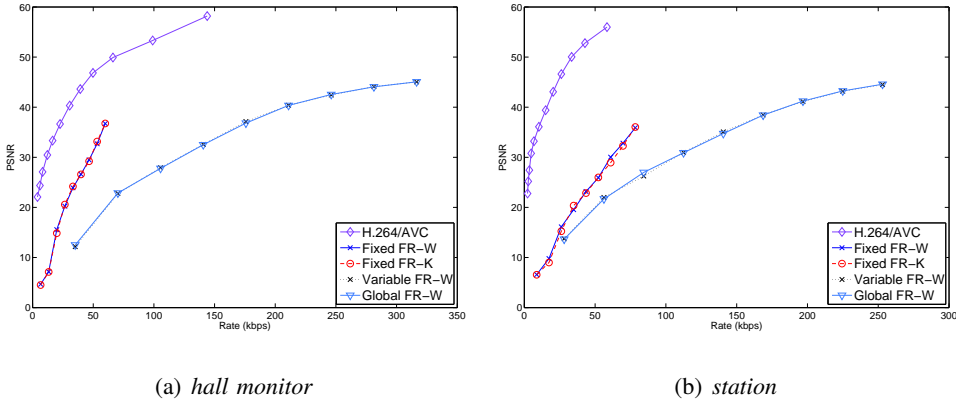 60
50
40
30
20
10
0
PSNR
0 50 100 150 200 250 300 350
Rate (kbps)
H.264/AVC
Fixed FR−W
Fixed FR−K
Variable FR−W
Global FR−W
(a) hall monitor
60
50
40
30
20
10
0
PSNR
0 50 100 150 200 250 300
Rate (kbps)
H.264/AVC
Fixed FR−W
Fixed FR−K
Variable FR−W
Global FR−W
(b) station